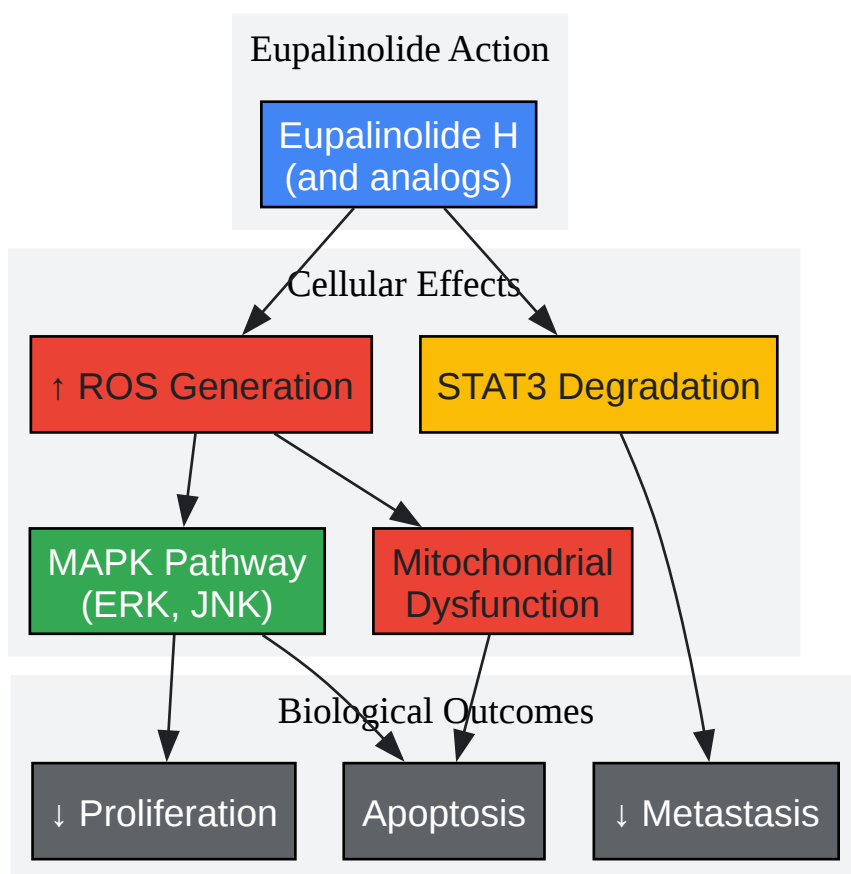 Eupalinolide Action
Eupalinolide H
(and analogs)
Cellular Effects
↑ ROS Generation
STAT3 Degradation
MAPK Pathway
(ERK, JNK)
Mitochondrial
Dysfunction
Biological Outcomes
↓ Proliferation
Apoptosis
↓ Metastasis